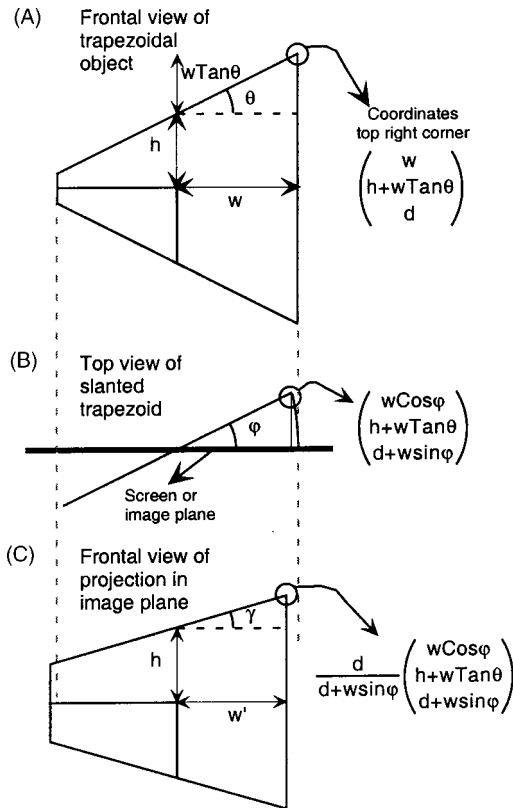 (A)
Frontal view of
trapezoidal
object
wTanθ
θ
h
w
Coordinates
top right corner
w
h+wTanθ
d
(B)
Top view of
slanted
trapezoid
φ
wCosφ
h+wTanθ
d+wsinφ
Screen or
image plane
(C)
Frontal view of
projection in
image plane
γ
h
w'
d
d+wsinφ
wCosφ
h+wTanθ
d+wsinφ